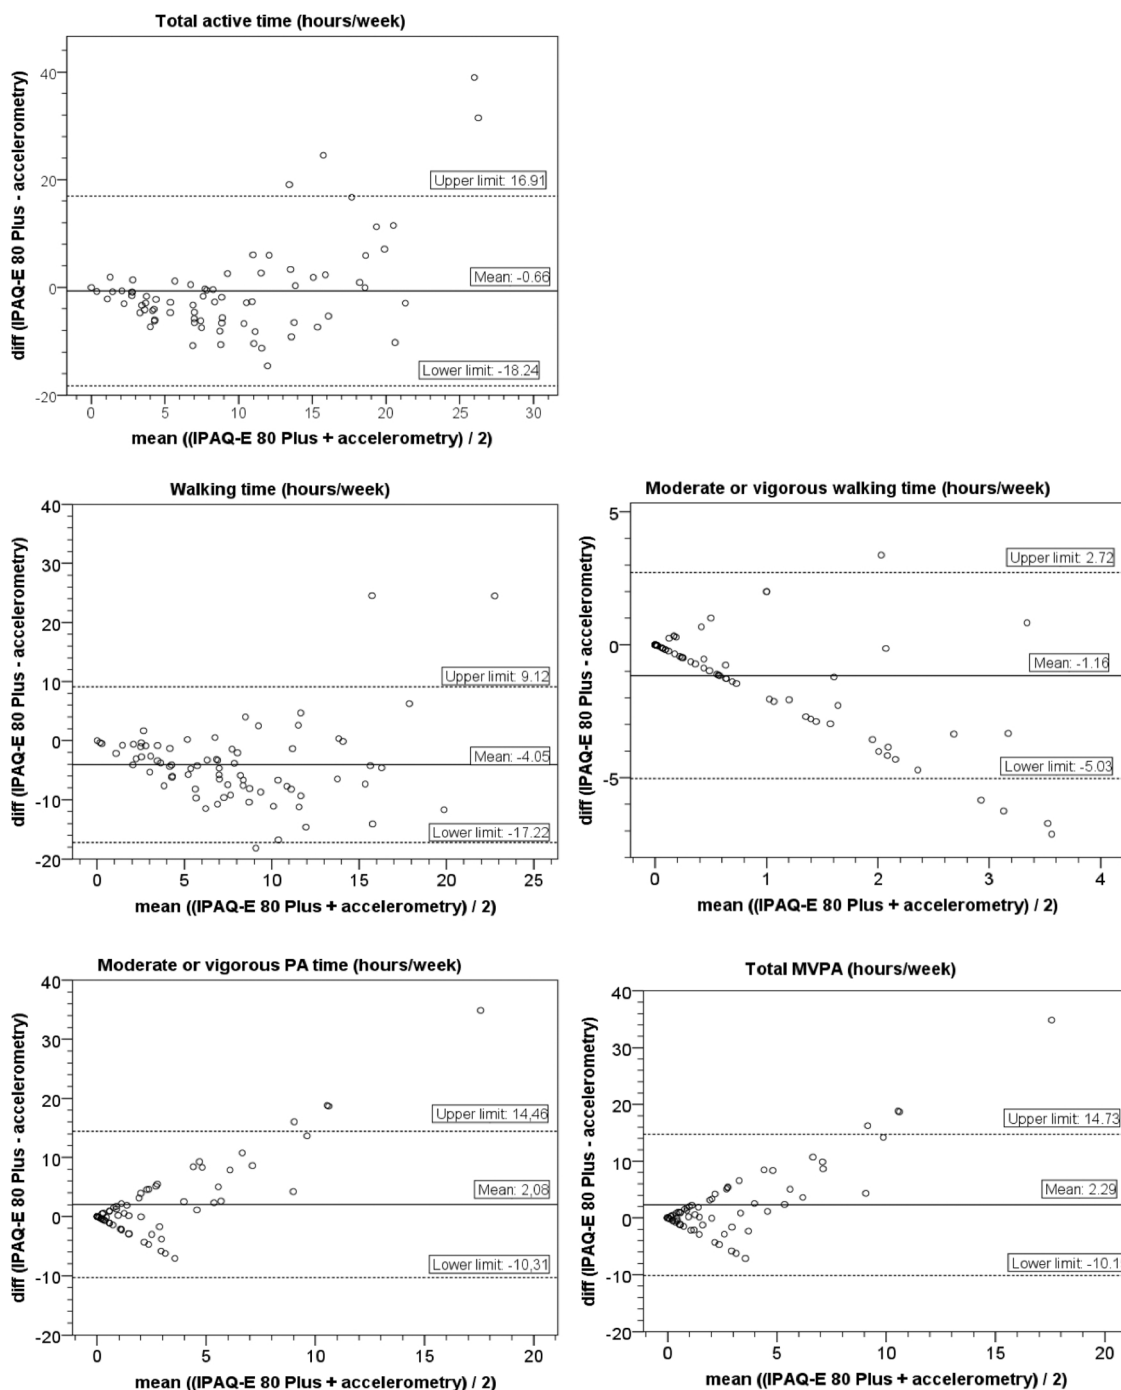 Total active time (hours/week)
diff (IPAQ-E 80 Plus - accelerometry)
40
20
0
-20
Upper limit: 16.91
Mean: -0.66
Lower limit: -18.24
0 5 10 15 20 25 30
mean ((IPAQ-E 80 Plus + accelerometry) / 2)
Walking time (hours/week)
diff (IPAQ-E 80 Plus - accelerometry)
40
30
20
10
0
-10
-20
Upper limit: 9.12
Mean: -4.05
Lower limit: -17.22
0 5 10 15 20 25
mean ((IPAQ-E 80 Plus + accelerometry) / 2)
Moderate or vigorous walking time (hours/week)
diff (IPAQ-E 80 Plus - accelerometry)
5
0
-5
Upper limit: 2.72
Mean: -1.16
Lower limit: -5.03
0 1 2 3 4
mean ((IPAQ-E 80 Plus + accelerometry) / 2)
Moderate or vigorous PA time (hours/week)
diff (IPAQ-E 80 Plus - accelerometry)
40
30
20
10
0
-10
-20
Upper limit: 14,46
Mean: 2,08
Lower limit: -10,31
0 5 10 15 20
mean ((IPAQ-E 80 Plus + accelerometry) / 2)
Total MVPA (hours/week)
diff (IPAQ-E 80 Plus - accelerometry)
40
30
20
10
0
-10
-20
Upper limit: 14.73
Mean: 2.29
Lower limit: -10.1
0 5 10 15 20
mean ((IPAQ-E 80 Plus + accelerometry) / 2)